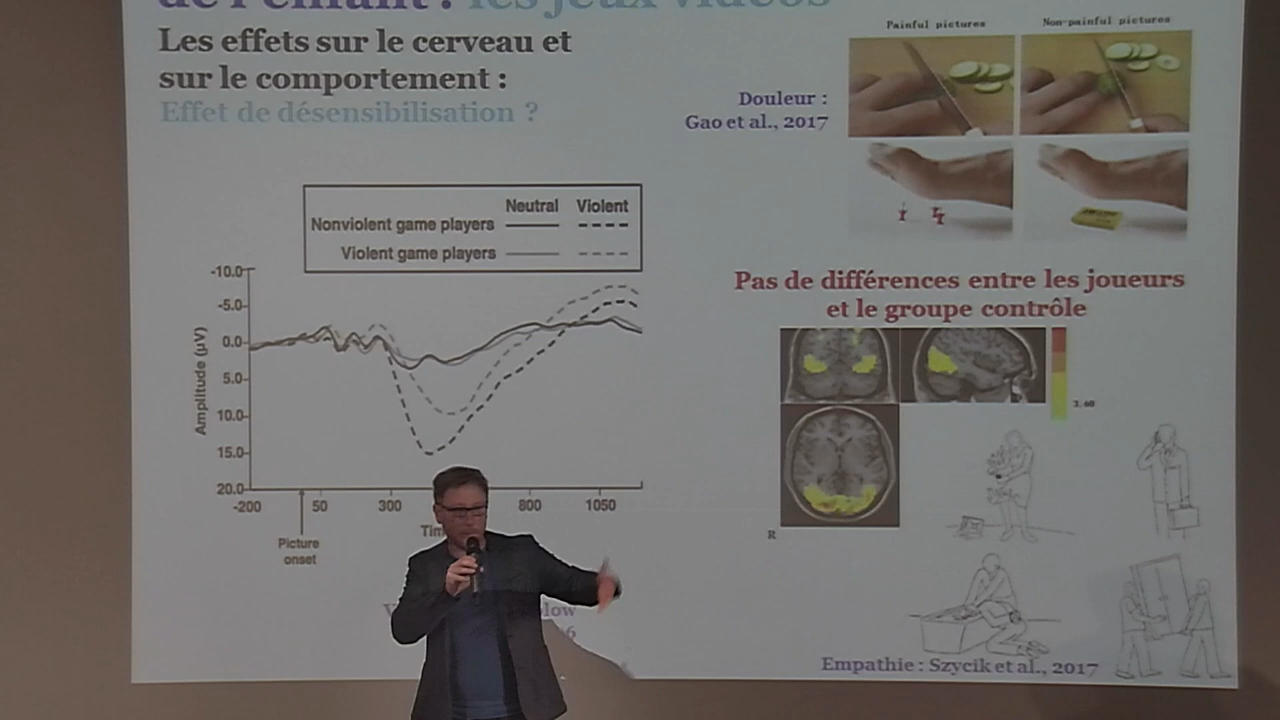 de l'enfant : les jeux vidéos
Les effets sur le cerveau et
sur le comportement :
Effet de désensibilisation ?
Neutral Violent
Nonviolent game players
Violent game players
-10.0
-5.0
0.0
5.0
10.0
15.0
20.0
Amplitude (µV)
-200 50 300 800 1050
Picture
onset
Painful pictures Non-painful pictures
Douleur :
Gao et al., 2017
Pas de différences entre les joueurs
et le groupe contrôle
3.60
R
Empathie : Szycik et al., 2017